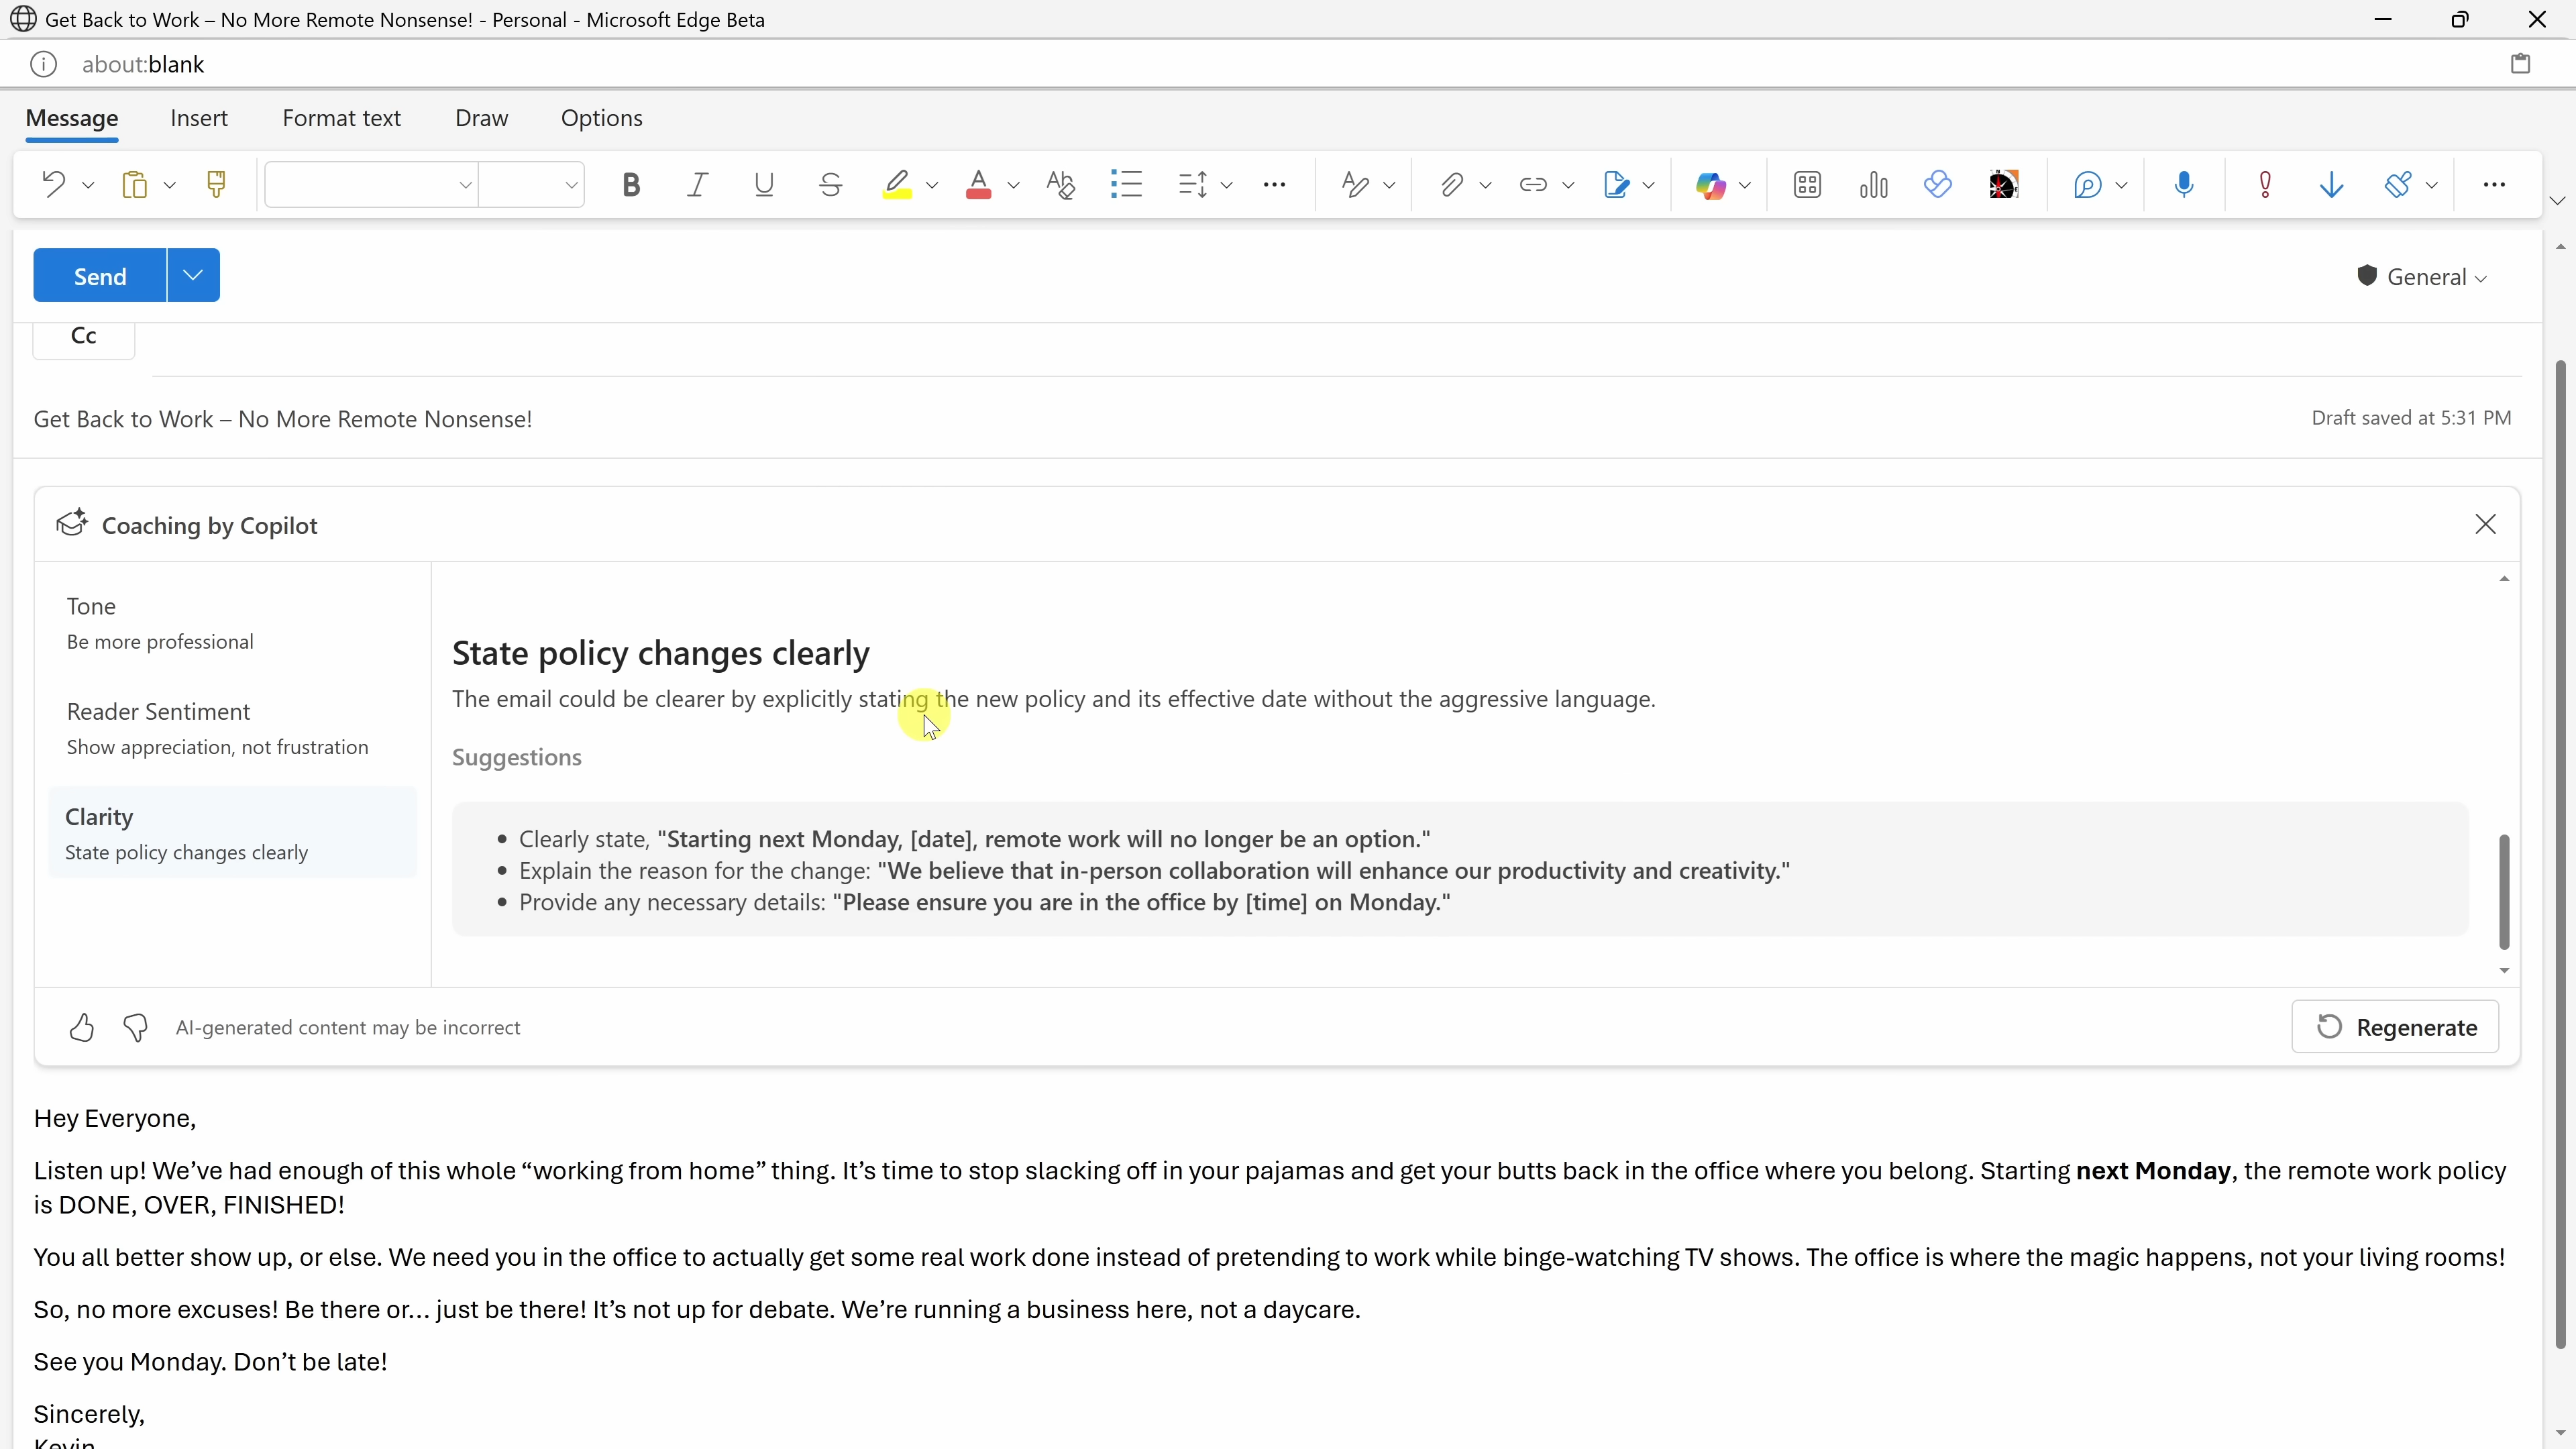 Get Back to Work – No More Remote Nonsense! - Personal - Microsoft Edge Beta
about:blank
Message Insert Format text Draw Options
Send
General
Cc
Get Back to Work – No More Remote Nonsense!
Draft saved at 5:31 PM
Coaching by Copilot
Tone
Be more professional
Reader Sentiment
Show appreciation, not frustration
Clarity
State policy changes clearly
State policy changes clearly
The email could be clearer by explicitly stating the new policy and its effective date without the aggressive language.
Suggestions
• Clearly state, "Starting next Monday, [date], remote work will no longer be an option."
• Explain the reason for the change: "We believe that in-person collaboration will enhance our productivity and creativity."
• Provide any necessary details: "Please ensure you are in the office by [time] on Monday."
AI-generated content may be incorrect
Regenerate
Hey Everyone,
Listen up! We’ve had enough of this whole “working from home” thing. It’s time to stop slacking off in your pajamas and get your butts back in the office where you belong. Starting next Monday, the remote work policy
is DONE, OVER, FINISHED!
You all better show up, or else. We need you in the office to actually get some real work done instead of pretending to work while binge-watching TV shows. The office is where the magic happens, not your living rooms!
So, no more excuses! Be there or… just be there! It’s not up for debate. We’re running a business here, not a daycare.
See you Monday. Don’t be late!
Sincerely,
Kevin